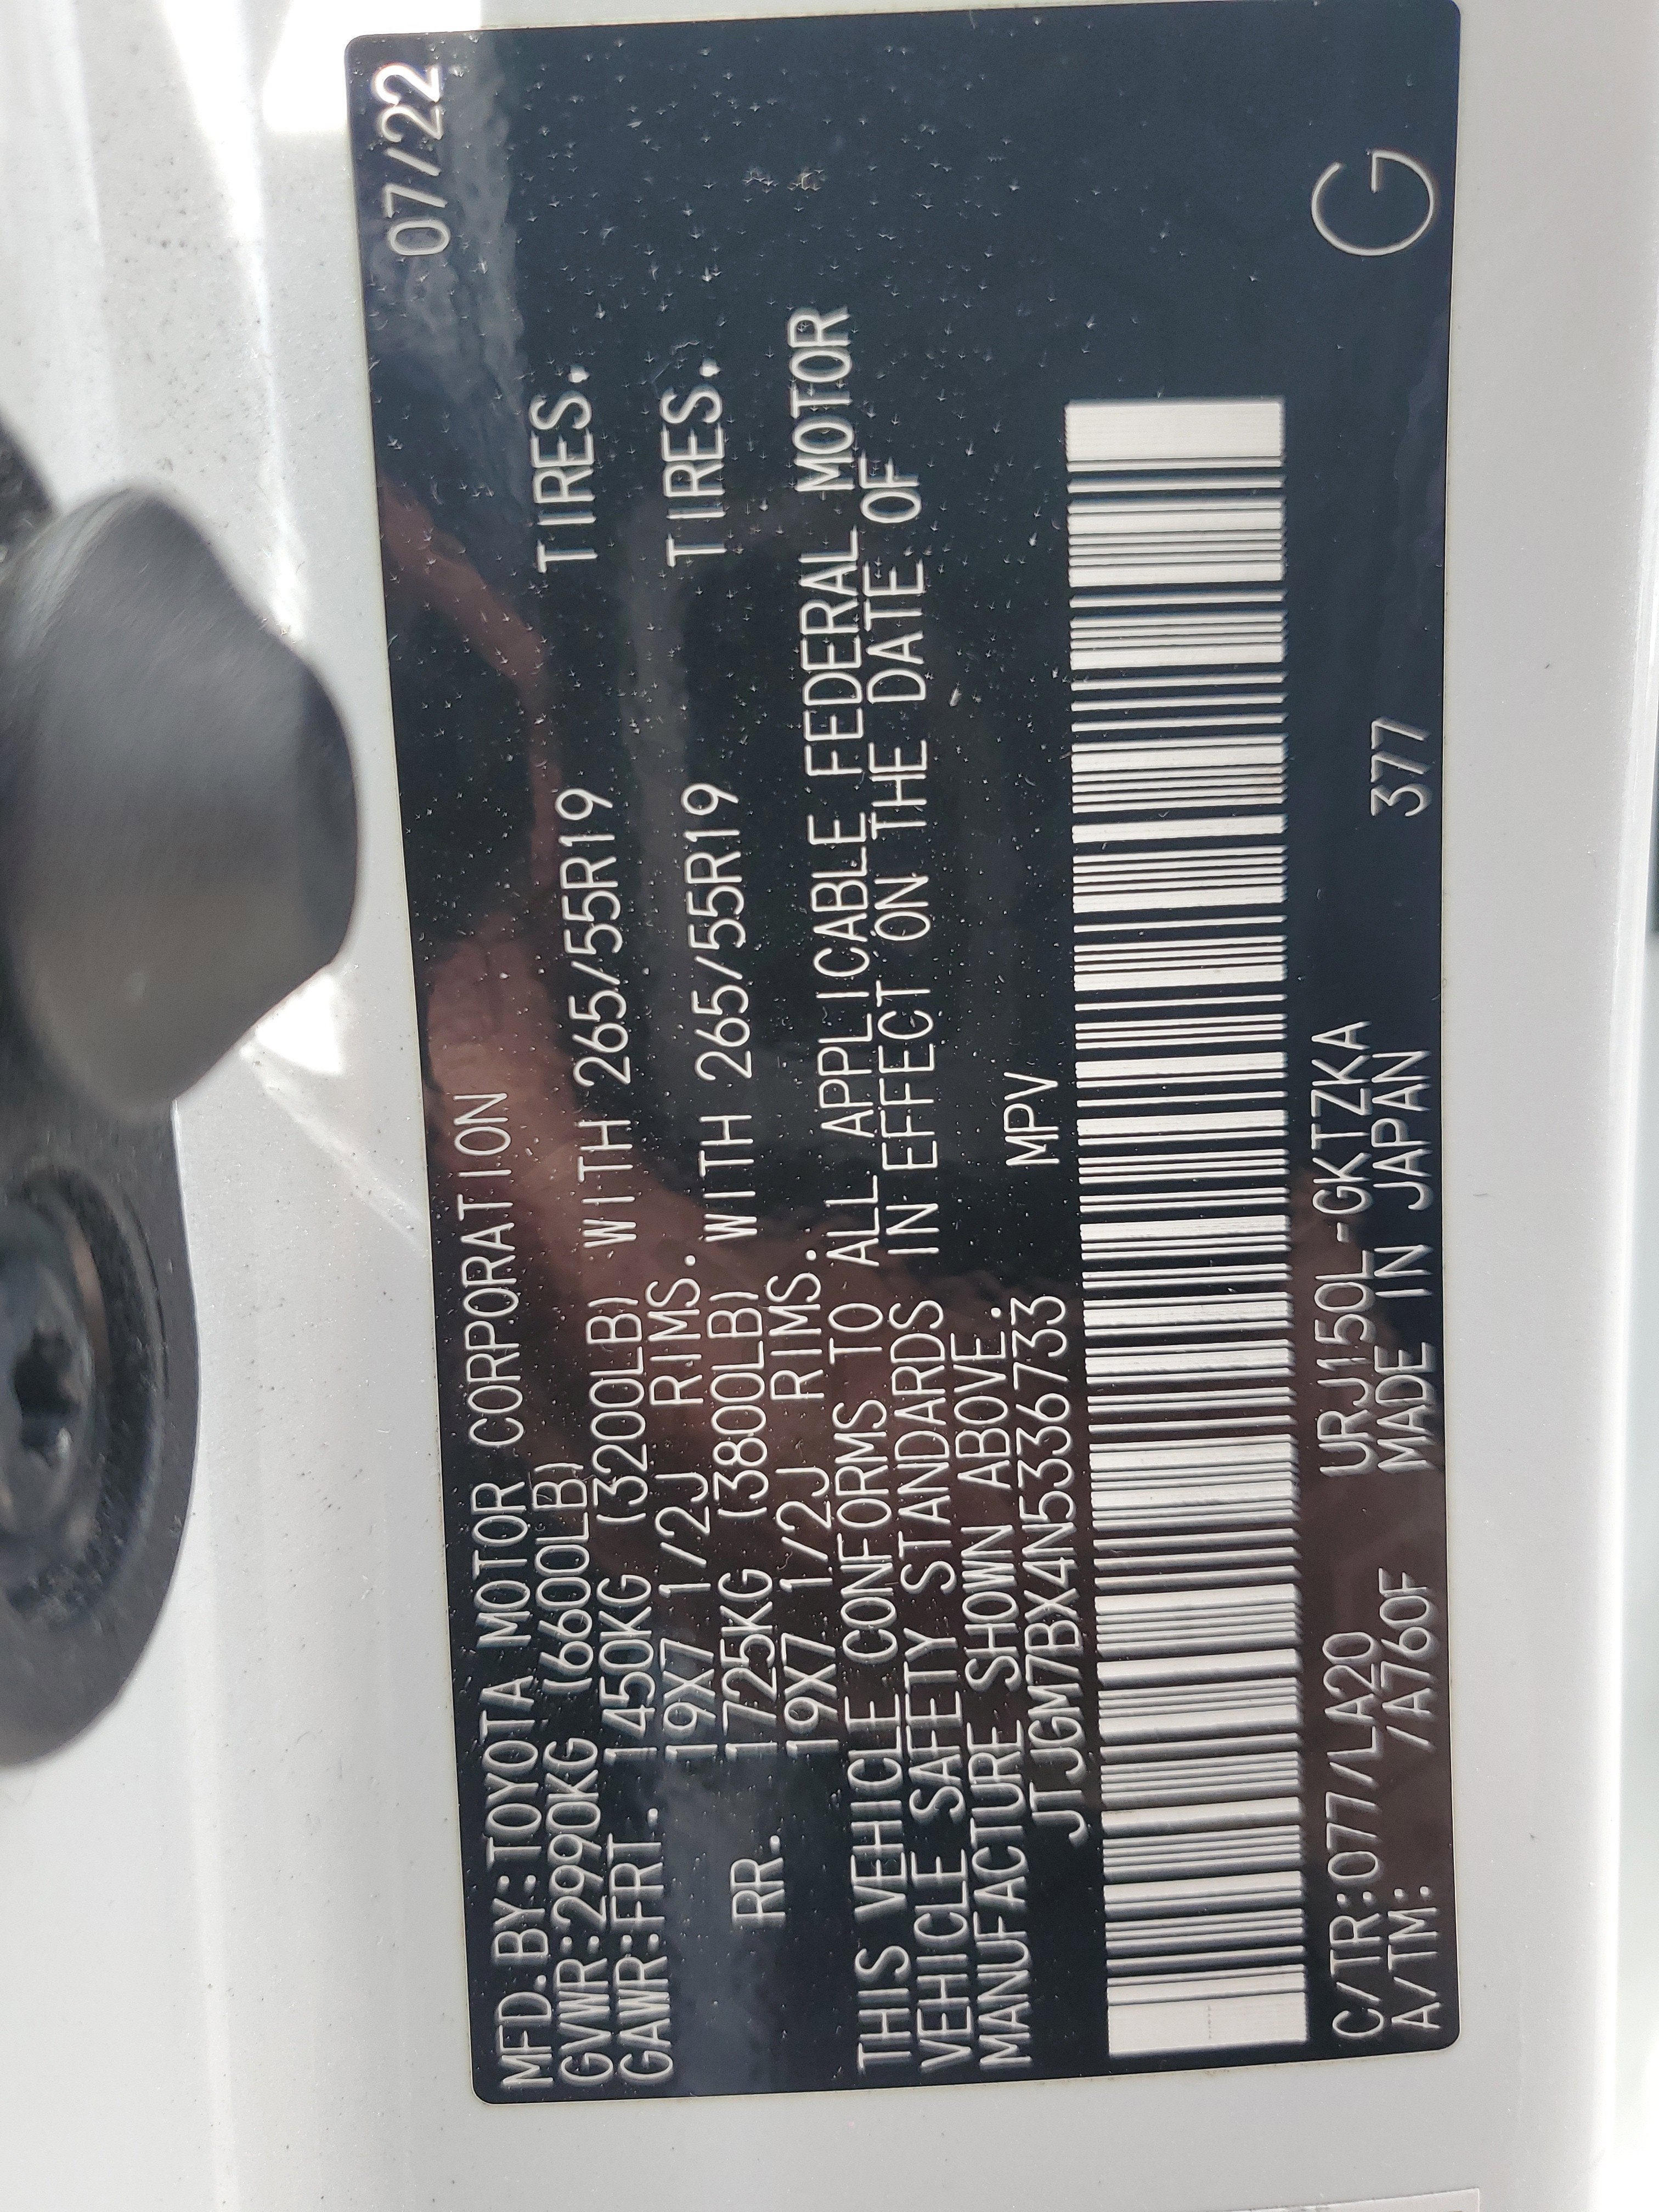 MFD.BY:TOYOTA MOTOR CORPORATION 07/22
GVWR:2990KG (6600LB)
GAWR:FRT. 1450KG (3200LB) WITH 265/55R19 TIRES.
19X7 1/2J RIMS.
RR. 1725KG (3800LB) WITH 265/55R19 TIRES.
19X7 1/2J RIMS.
THIS VEHICLE CONFORMS TO ALL APPLICABLE FEDERAL MOTOR
VEHICLE SAFETY STANDARDS IN EFFECT ON THE DATE OF
MANUFACTURE SHOWN ABOVE.
JTJGM7BX4N5336733 MPV
C/TR:077/LA20 URJ150L-GKTZKA
A/TM: /A760F MADE IN JAPAN 377 G